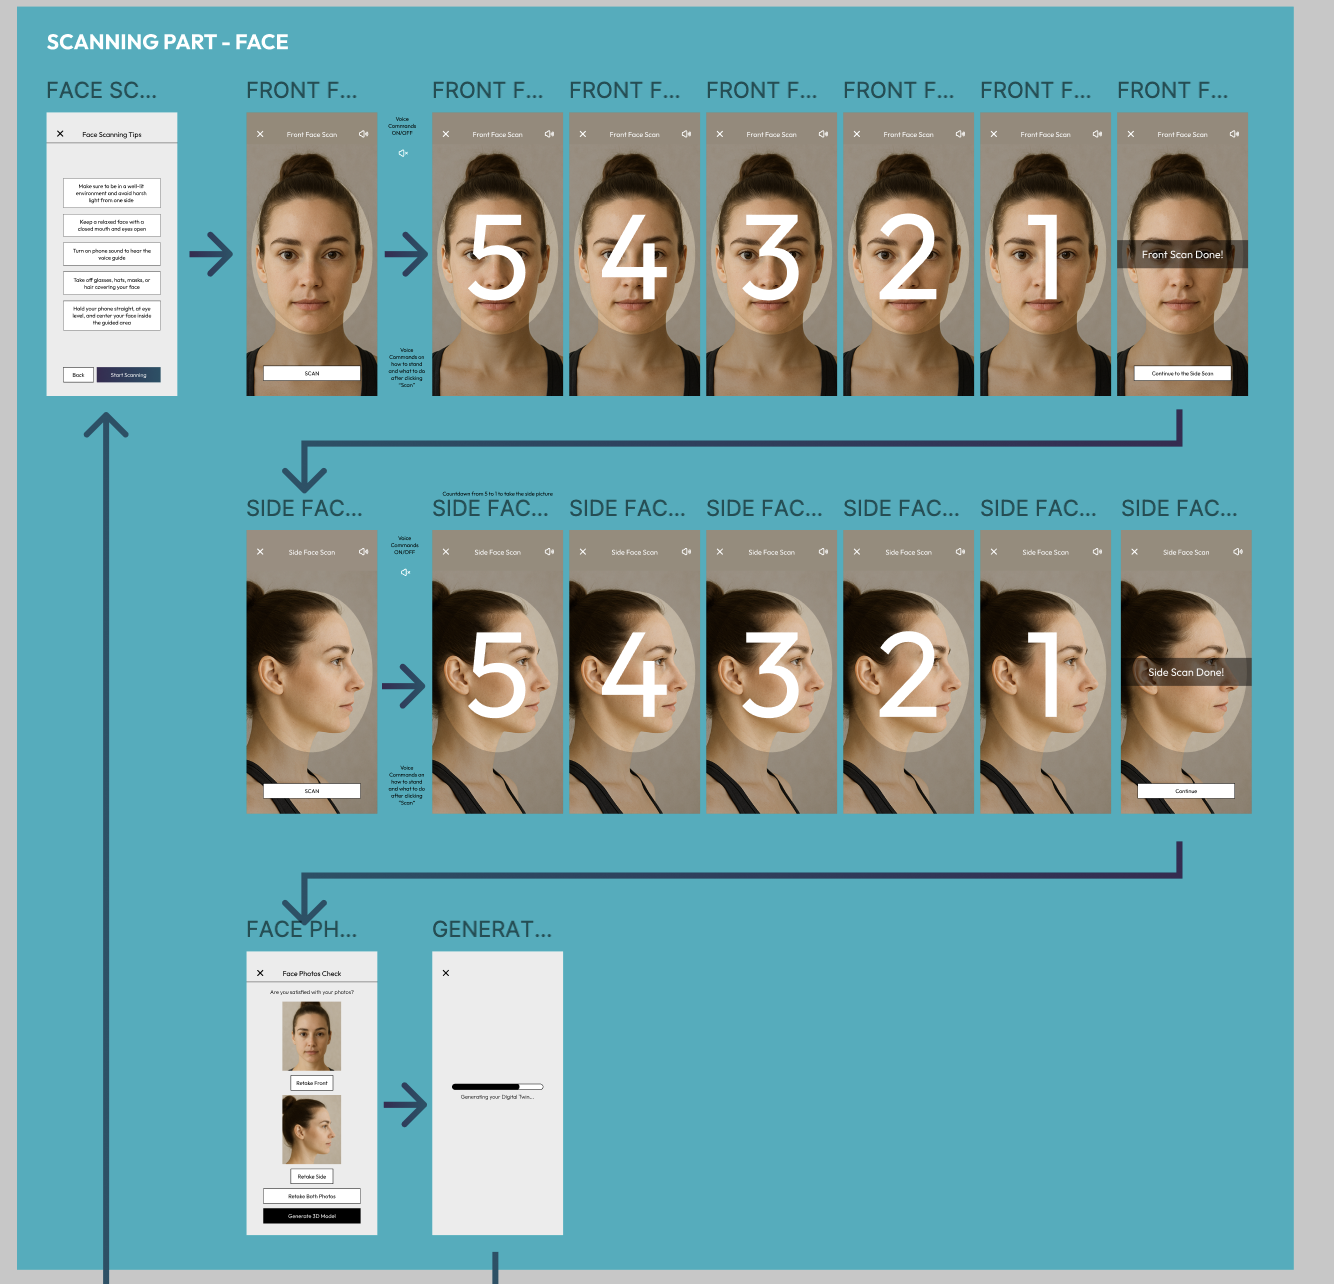 SCANNING PART - FACE
FACE SC...
FRONT F...
FRONT F...
FRONT F...
FRONT F...
FRONT F...
FRONT F...
FRONT F...
Face Scanning Tips
Make sure to be in a well-lit
environment and avoid harsh
light from one side
Keep a relaxed face with a
closed mouth and eyes open
Turn on phone sound to hear the
voice guide
Take off glasses, hats, masks, or
hair covering your face
Hold your phone straight, at eye
level, and center your face inside
the guided area
Back
Start Scanning
Front Face Scan
SCAN
Voice
Commands
ON/OFF
Voice
Commands on
how to stand
and what to do
after clicking
"Scan"
Front Face Scan
5
Front Face Scan
4
Front Face Scan
3
Front Face Scan
2
Front Face Scan
1
Front Face Scan
Front Scan Done!
Continue to the Side Scan
Countdown from 5 to 1 to take the side picture
SIDE FAC...
SIDE FAC...
SIDE FAC...
SIDE FAC...
SIDE FAC...
SIDE FAC...
SIDE FAC...
Side Face Scan
SCAN
Voice
Commands
ON/OFF
Voice
Commands on
how to stand
and what to do
after clicking
"Scan"
Side Face Scan
5
Side Face Scan
4
Side Face Scan
3
Side Face Scan
2
Side Face Scan
1
Side Face Scan
Side Scan Done!
Continue
FACE PH...
GENERAT...
Face Photos Check
Are you satisfied with your photos?
Retake Front
Retake Side
Retake Both Photos
Generate 3D Model
Generating your Digital Twin...